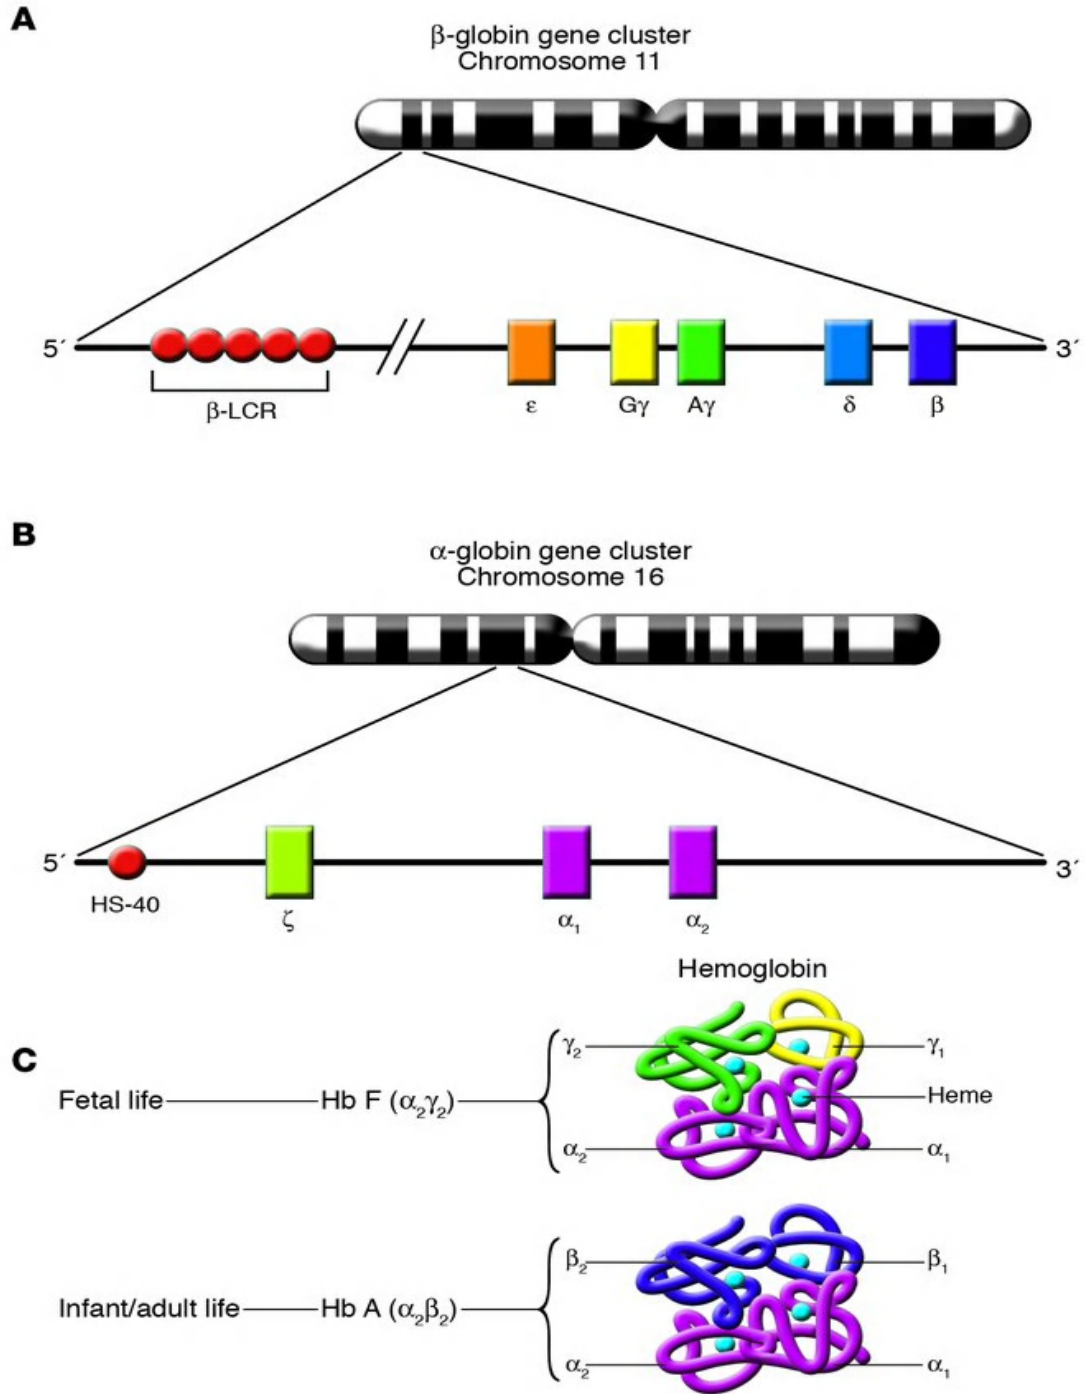 A
β-globin gene cluster
Chromosome 11
5´
3´
β-LCR
ε
Gγ
Aγ
δ
β
B
α-globin gene cluster
Chromosome 16
5´
3´
HS-40
ζ
α₁
α₂
Hemoglobin
C
γ₂
γ₁
Fetal life
Hb F (α₂γ₂)
Heme
α₂
α₁
β₂
β₁
Infant/adult life
Hb A (α₂β₂)
α₂
α₁